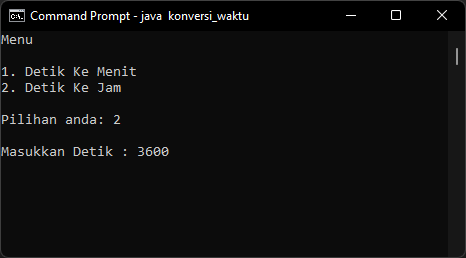 Command Prompt - java konversi_waktu
Menu
1. Detik Ke Menit
2. Detik Ke Jam
Pilihan anda: 2
Masukkan Detik : 3600